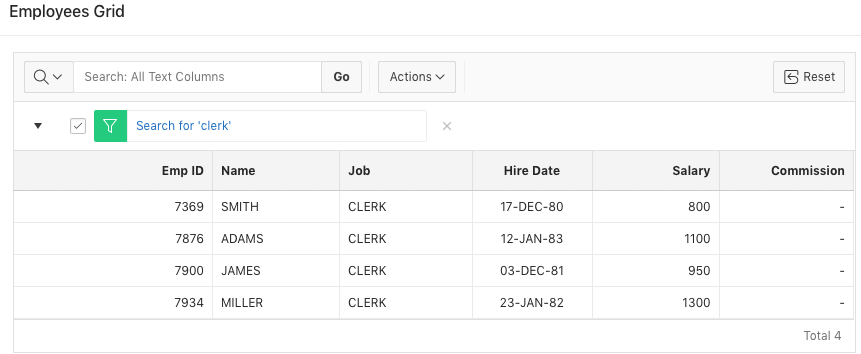 Employees Grid
Search: All Text Columns Go Actions Reset
Search for 'clerk'
Emp ID Name Job Hire Date Salary Commission
7369 SMITH CLERK 17-DEC-80 800 -
7876 ADAMS CLERK 12-JAN-83 1100 -
7900 JAMES CLERK 03-DEC-81 950 -
7934 MILLER CLERK 23-JAN-82 1300 -
Total 4